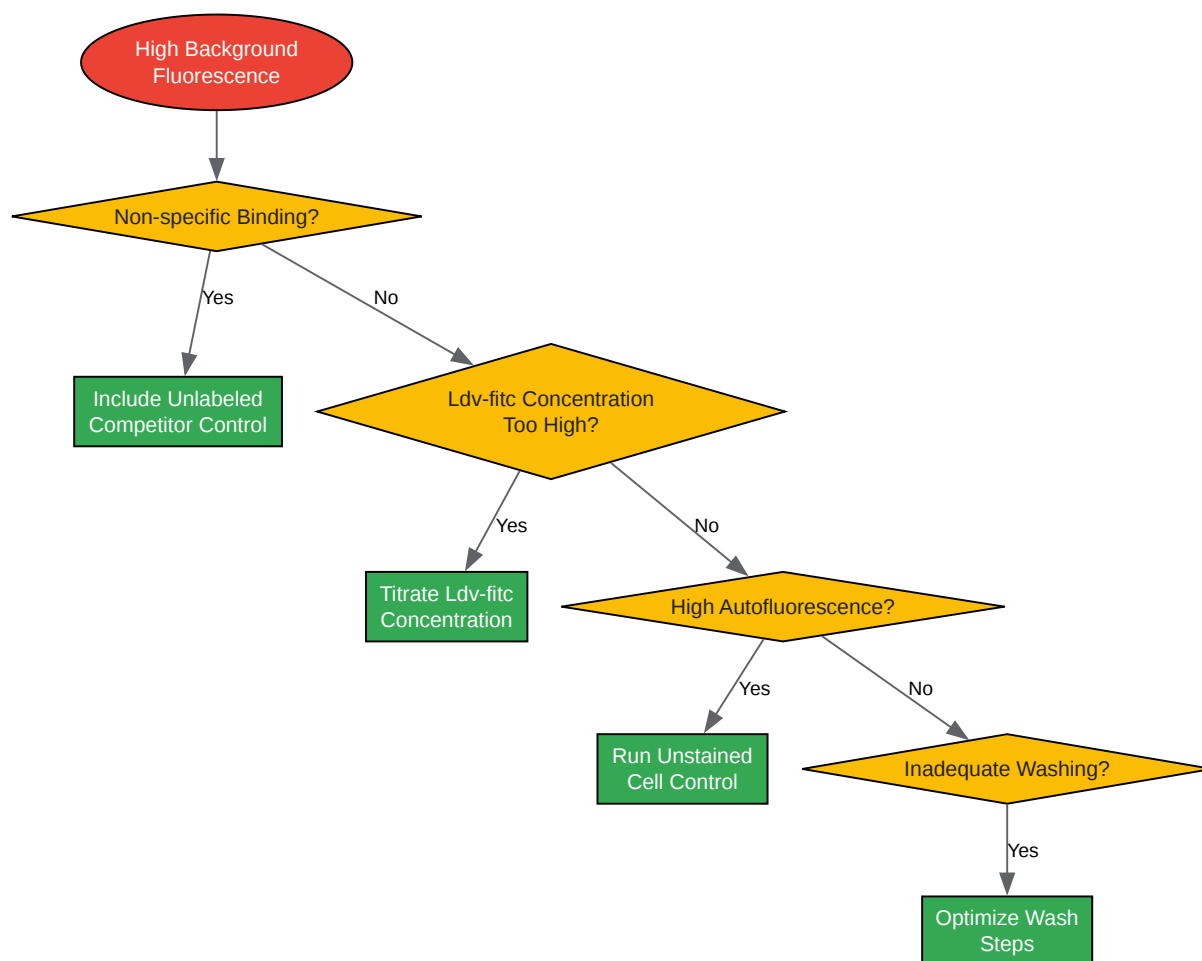 High Background
Fluorescence
Non-specific Binding?
Yes
No
Include Unlabeled
Competitor Control
Ldv-fitc Concentration
Too High?
Yes
No
Titrate Ldv-fitc
Concentration
High Autofluorescence?
Yes
No
Run Unstained
Cell Control
Inadequate Washing?
Yes
Optimize Wash
Steps